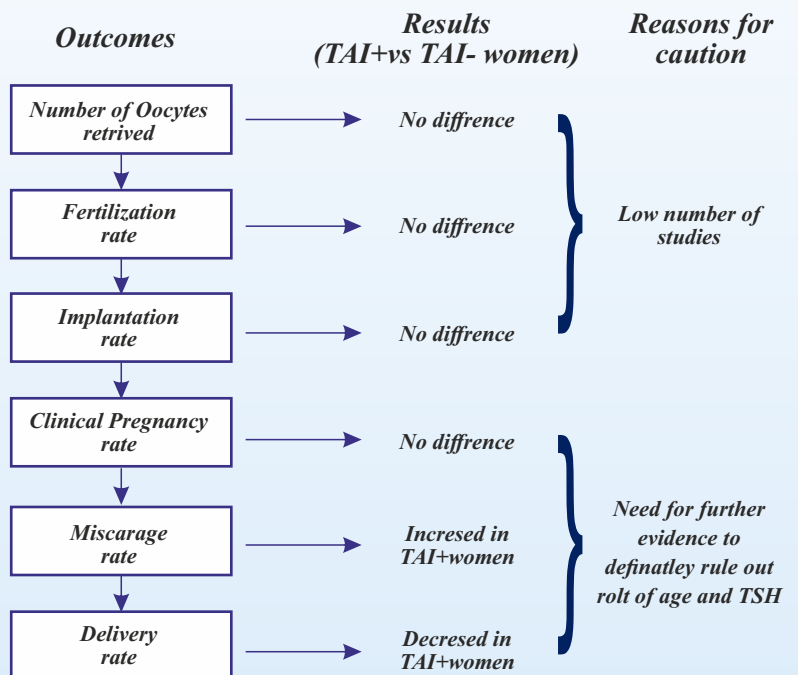 Outcomes
Results
(TAI+vs TAI- women)
Reasons for
caution
Number of Oocytes
retrived
No diffrence
Fertilization
rate
No diffrence
Low number of
studies
Implantation
rate
No diffrence
Clinical Pregnancy
rate
No diffrence
Miscarage
rate
Incresed in
TAI+women
Need for further
evidence to
definatley rule out
rolt of age and TSH
Delivery
rate
Decresed in
TAI+women